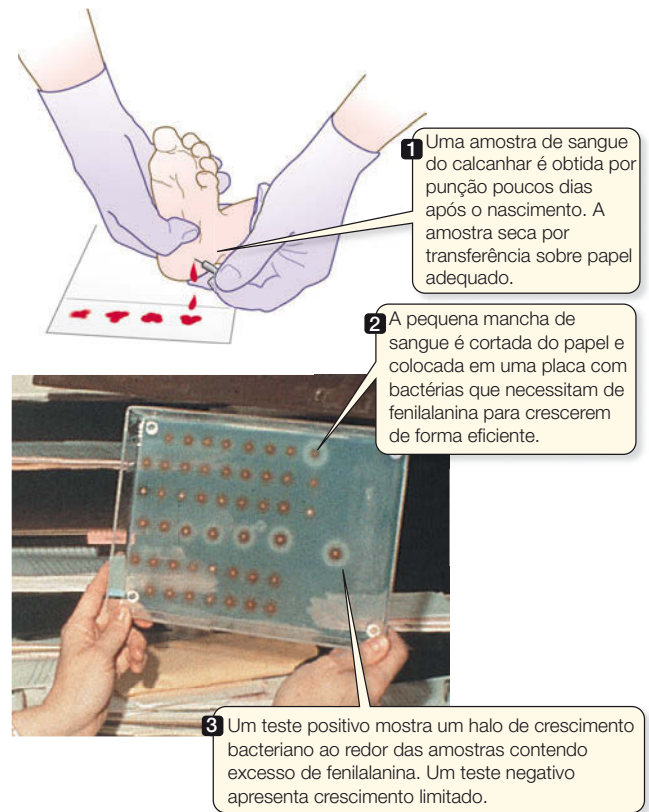 1 Uma amostra de sangue
do calcanhar é obtida por
punção poucos dias
após o nascimento. A
amostra seca por
transferência sobre papel
adequado.
2 A pequena mancha de
sangue é cortada do papel e
colocada em uma placa com
bactérias que necessitam de
fenilalanina para crescerem
de forma eficiente.
3 Um teste positivo mostra um halo de crescimento
bacteriano ao redor das amostras contendo
excesso de fenilalanina. Um teste negativo
apresenta crescimento limitado.